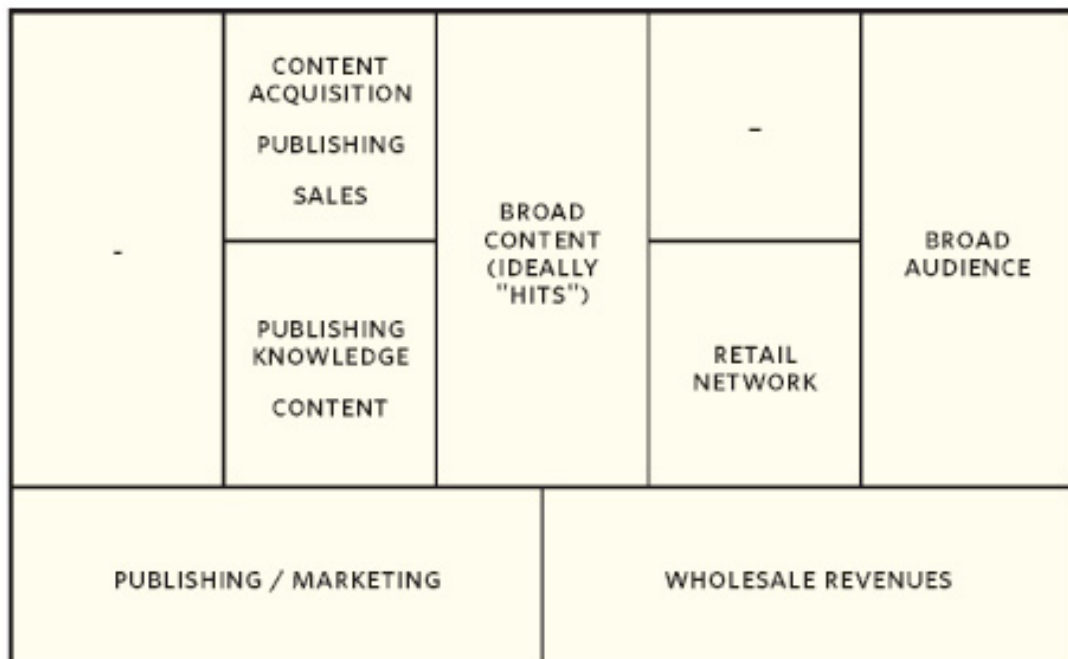 -
CONTENT
ACQUISITION
PUBLISHING
SALES
PUBLISHING
KNOWLEDGE
CONTENT
BROAD
CONTENT
(IDEALLY
"HITS")
-
RETAIL
NETWORK
BROAD
AUDIENCE
PUBLISHING / MARKETING
WHOLESALE REVENUES